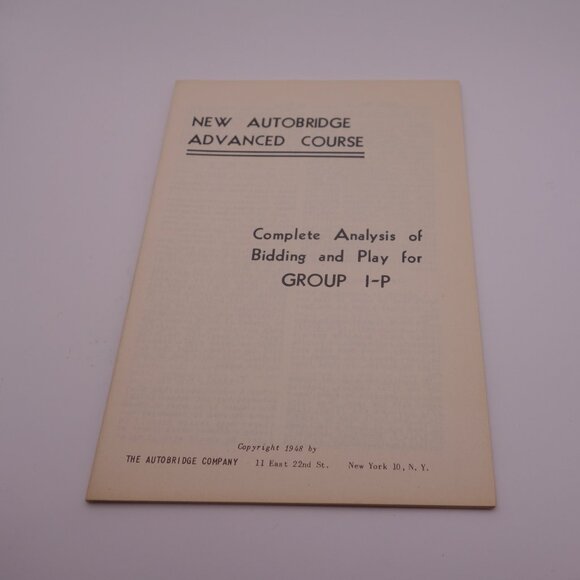 NEW AUTOBRIDGE
ADVANCED COURSE
Complete Analysis of
Bidding and Play for
GROUP I-P
Copyright 1948 by
THE AUTOBRIDGE COMPANY 11 East 22nd St. New York 10, N. Y.